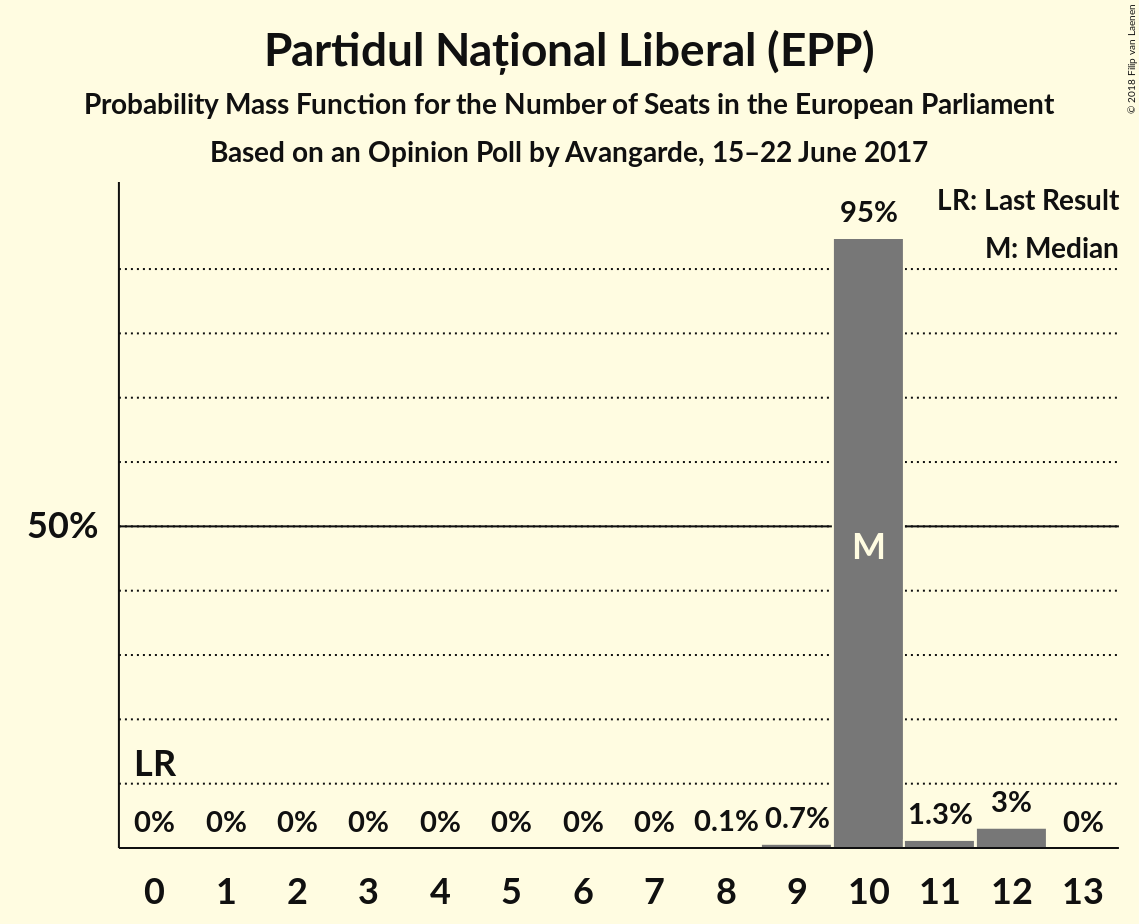 Partidul Național Liberal (EPP)
Probability Mass Function for the Number of Seats in the European Parliament
Based on an Opinion Poll by Avangarde, 15–22 June 2017
© 2018 Filip van Laenen
LR: Last Result
M: Median
95%
50%
M
LR
0% 0% 0% 0% 0% 0% 0% 0% 0.1% 0.7% 1.3% 3% 0%
0 1 2 3 4 5 6 7 8 9 10 11 12 13